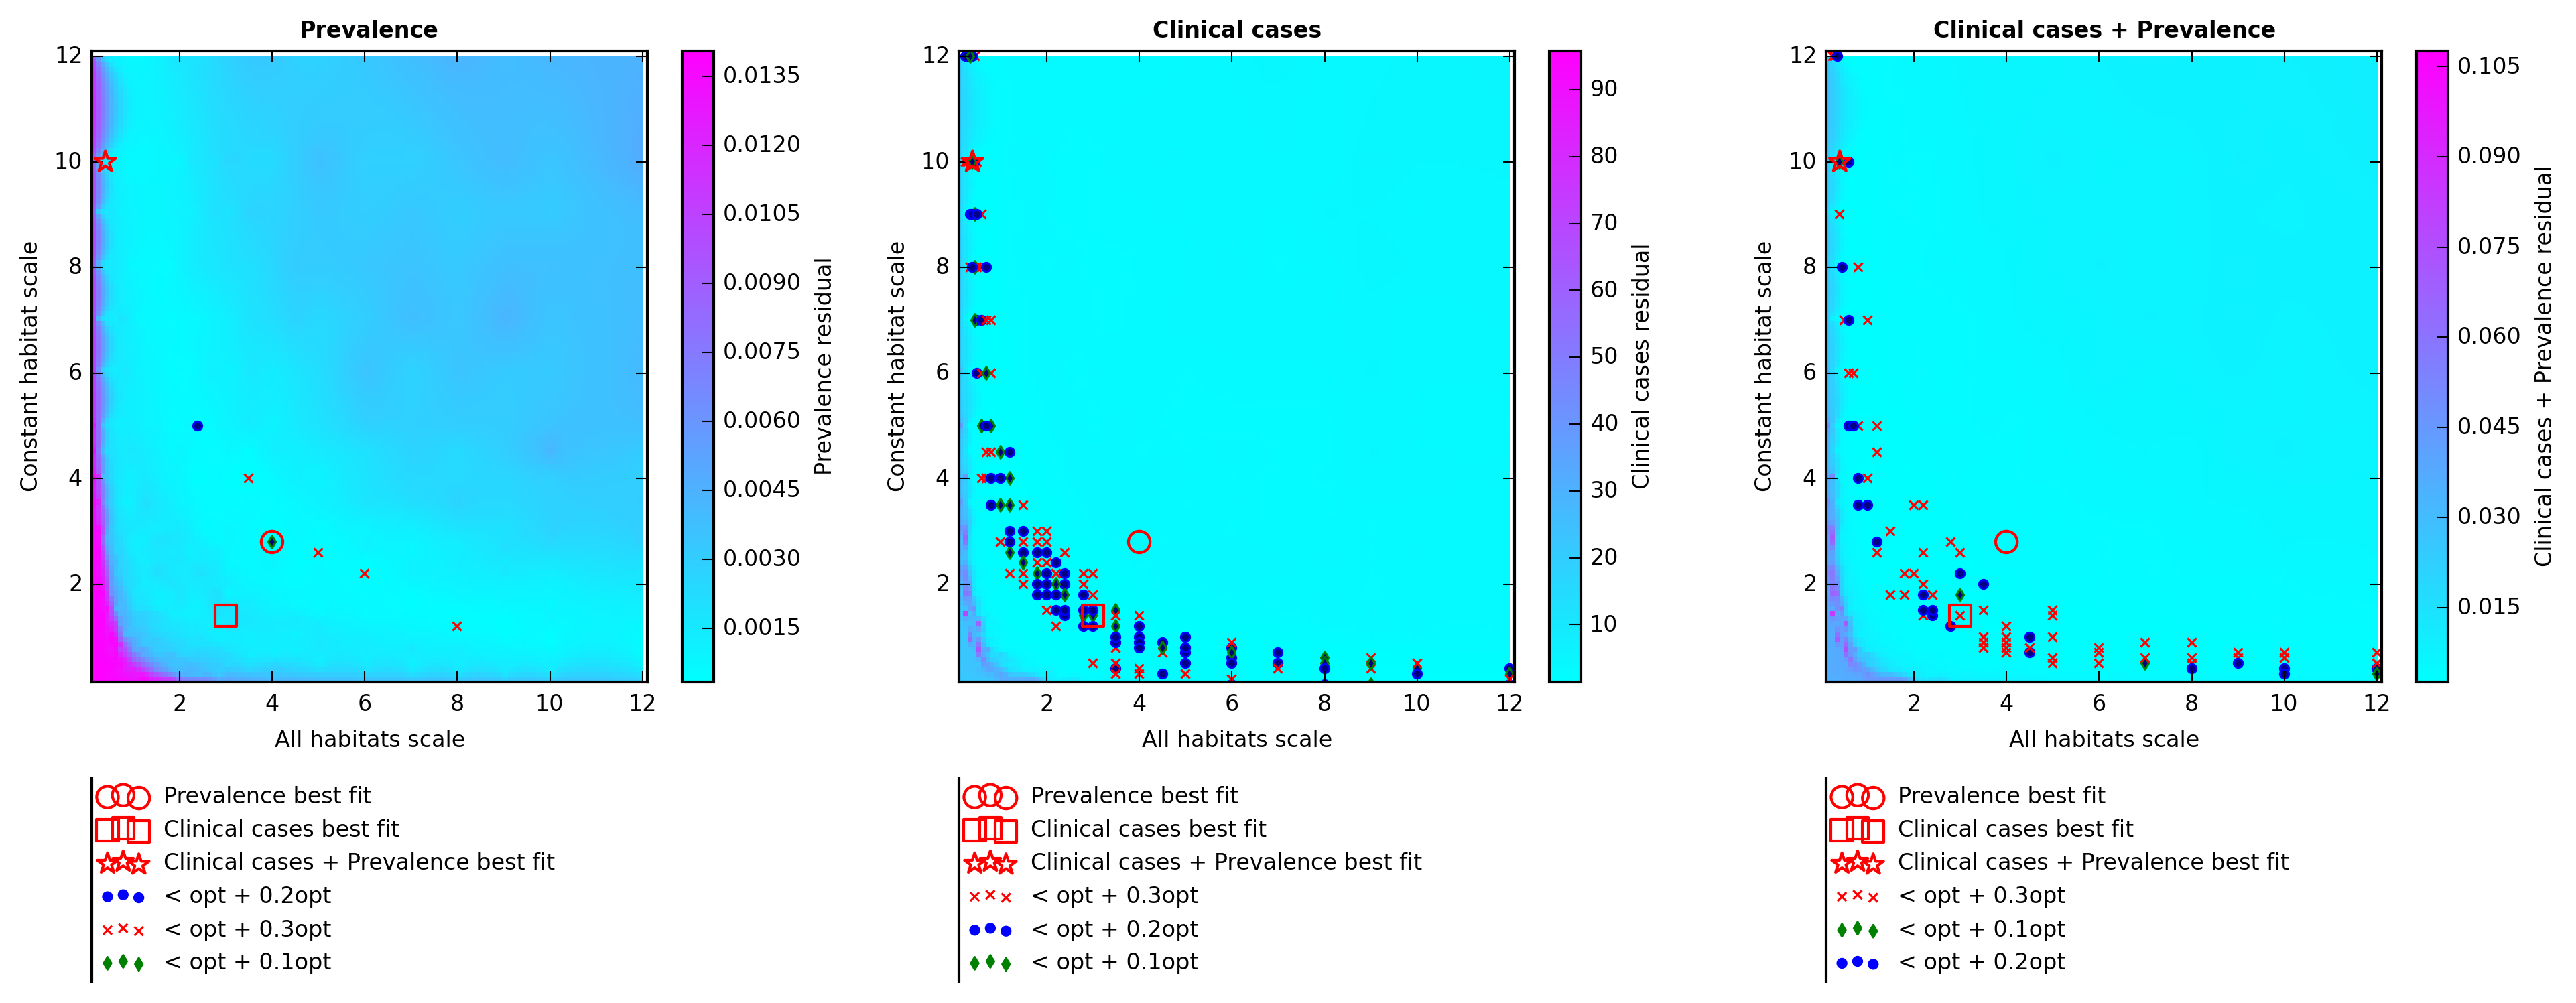 Prevalence
12
10
8
6
4
2
2
4
6
8
10
12
Constant habitat scale
All habitats scale
0.0135
0.0120
0.0105
0.0090
0.0075
0.0060
0.0045
0.0030
0.0015
Prevalence residual
Prevalence best fit
Clinical cases best fit
Clinical cases + Prevalence best fit
< opt + 0.2opt
< opt + 0.3opt
< opt + 0.1opt
Clinical cases
12
10
8
6
4
2
2
4
6
8
10
12
Constant habitat scale
All habitats scale
90
80
70
60
50
40
30
20
10
Clinical cases residual
Prevalence best fit
Clinical cases best fit
Clinical cases + Prevalence best fit
< opt + 0.3opt
< opt + 0.2opt
< opt + 0.1opt
Clinical cases + Prevalence
12
10
8
6
4
2
2
4
6
8
10
12
Constant habitat scale
All habitats scale
0.105
0.090
0.075
0.060
0.045
0.030
0.015
Clinical cases + Prevalence residual
Prevalence best fit
Clinical cases best fit
Clinical cases + Prevalence best fit
< opt + 0.3opt
< opt + 0.1opt
< opt + 0.2opt